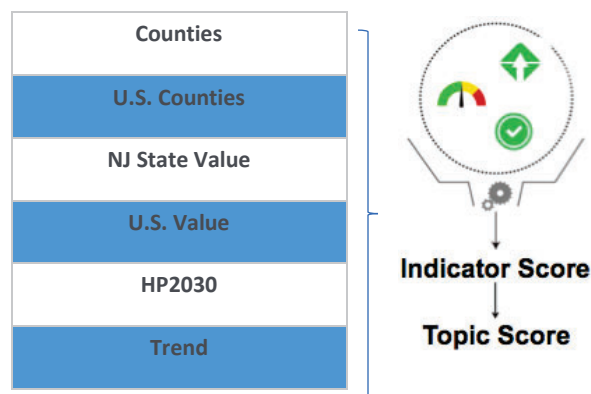 Counties
U.S. Counties
NJ State Value
U.S. Value
HP2030
Trend
Indicator Score
Topic Score